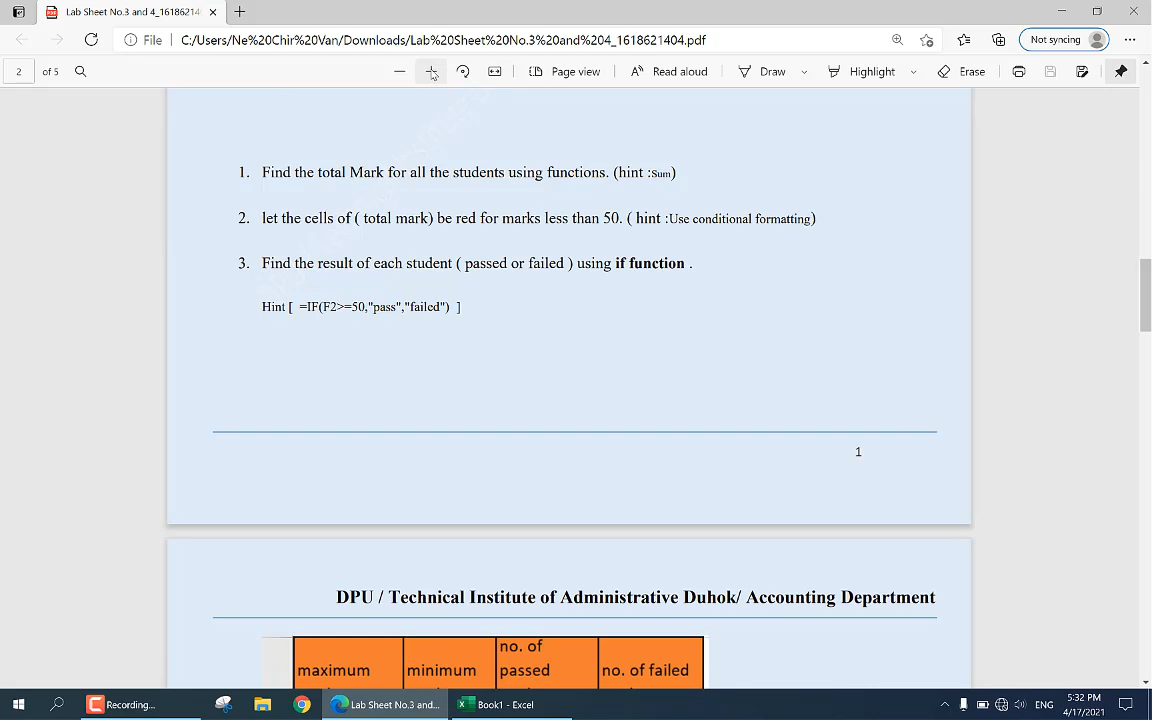 Lab Sheet No.3 and 4_16186214
File C:/Users/Ne%20Chir%20Van/Downloads/Lab%20Sheet%20No.3%20and%204_1618621404.pdf Not syncing
2 of 5 Page view Read aloud Draw Highlight Erase
1. Find the total Mark for all the students using functions. (hint :sum)
2. let the cells of ( total mark) be red for marks less than 50. ( hint :Use conditional formatting)
3. Find the result of each student ( passed or failed ) using if function .
Hint [ =IF(F2>=50,"pass","failed") ]
1
DPU / Technical Institute of Administrative Duhok/ Accounting Department
no. of
maximum minimum passed no. of failed
Recording... Lab Sheet No.3 and... Book1 - Excel ENG 5:32 PM
4/17/2021